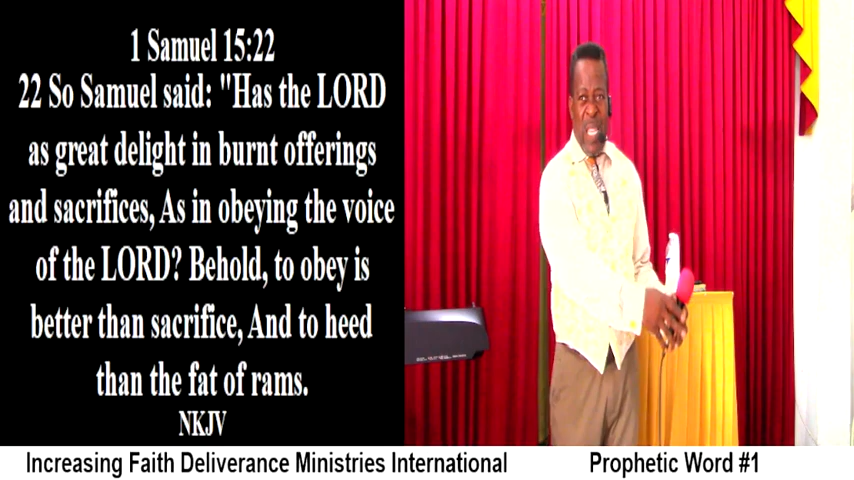 1 Samuel 15:22
22 So Samuel said: "Has the LORD
as great delight in burnt offerings
and sacrifices, As in obeying the voice
of the LORD? Behold, to obey is
better than sacrifice, And to heed
than the fat of rams.
NKJV
Increasing Faith Deliverance Ministries International
Prophetic Word #1